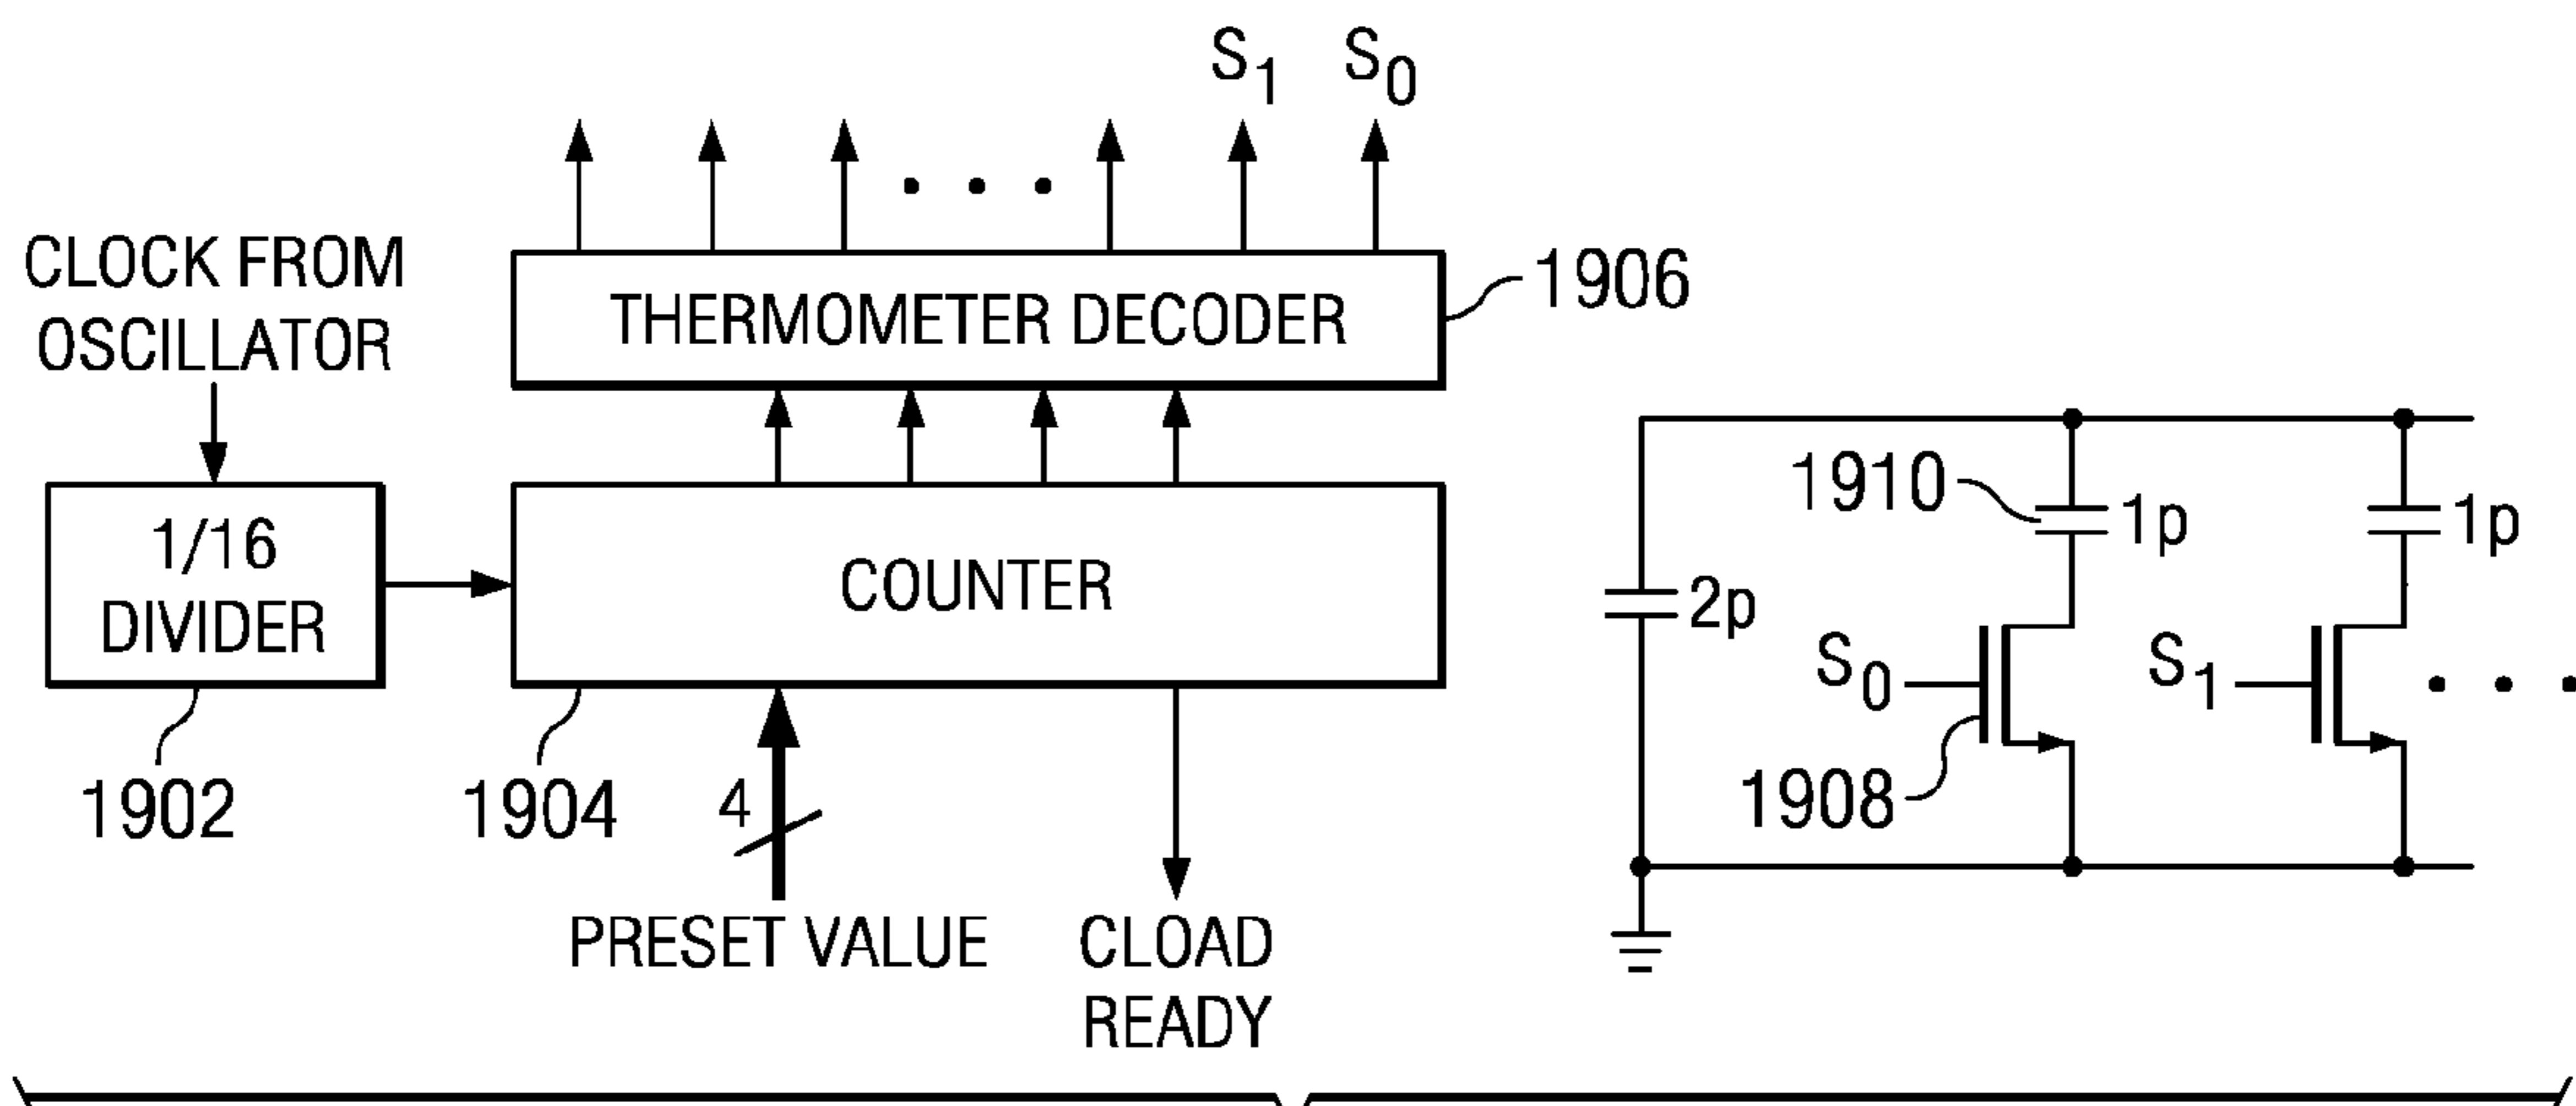 S1 S0
CLOCK FROM
OSCILLATOR
THERMOMETER DECODER
1906
1/16
DIVIDER
COUNTER
1902
1904
4
PRESET VALUE
CLOAD
READY
1910
1p
1p
2p
S0
S1
1908